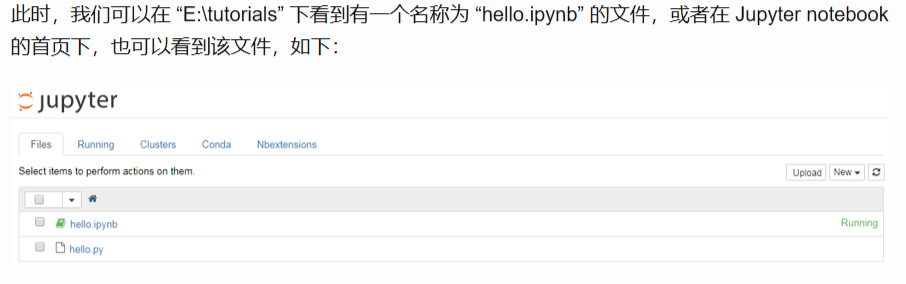 此时，我们可以在 “E:\tutorials” 下看到有一个名称为 “hello.ipynb” 的文件，或者在 Jupyter notebook
的首页下，也可以看到该文件，如下：
jupyter
Files Running Clusters Conda Nbextensions
Select items to perform actions on them. Upload New
hello.ipynb Running
hello.py